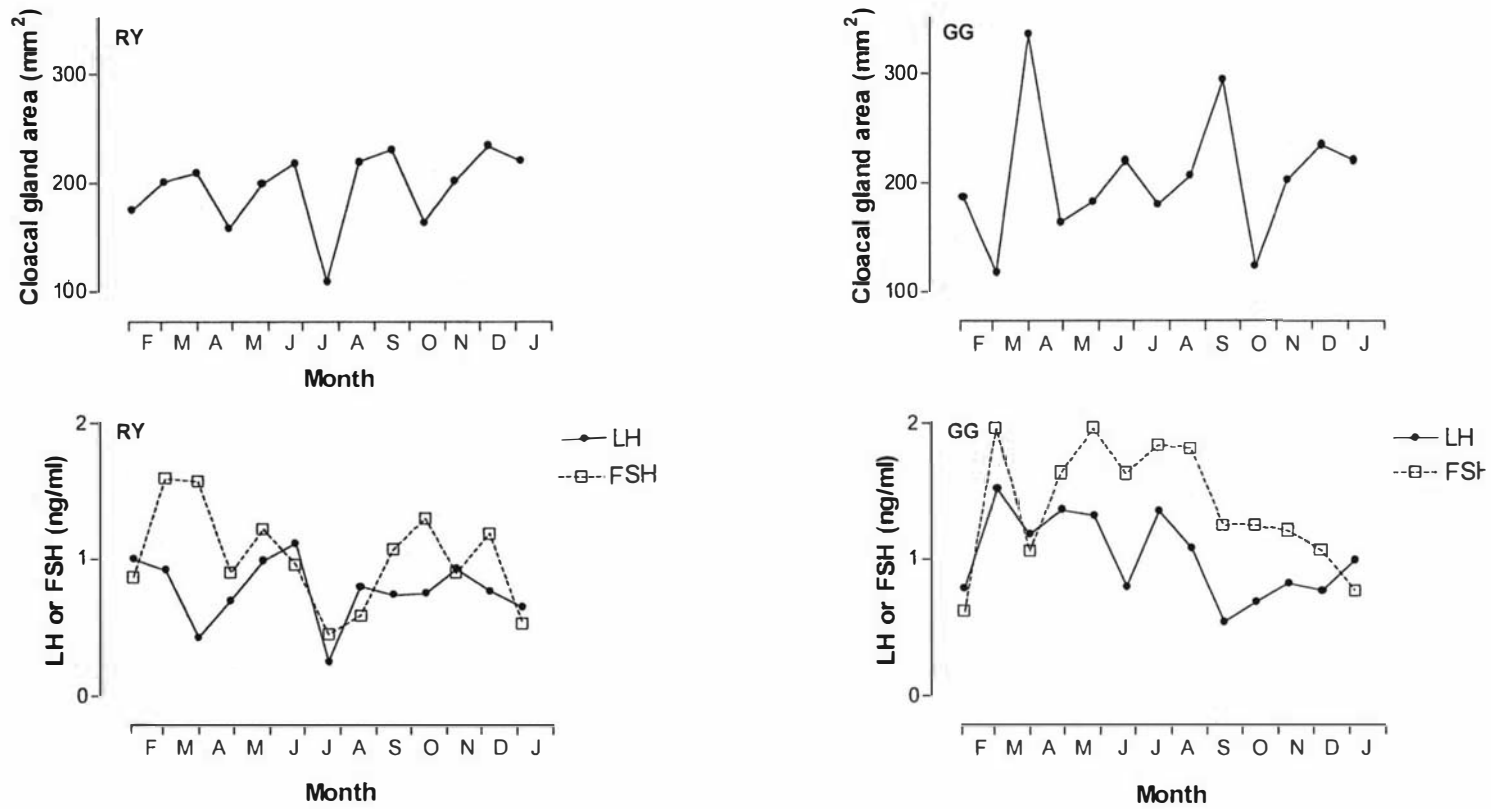 RY
Cloacal gland area (mm²)
300
200
100
F M A M J J A S O N D J
Month
GG
Cloacal gland area (mm²)
300
200
100
F M A M J J A S O N D J
RY
LH
FSH
LH or FSH (ng/ml)
2
1
0
F M A M J J A S O N D J
Month
GG
LH
FSH
LH or FSH (ng/ml)
2
1
0
F M A M J J A S O N D J
Month